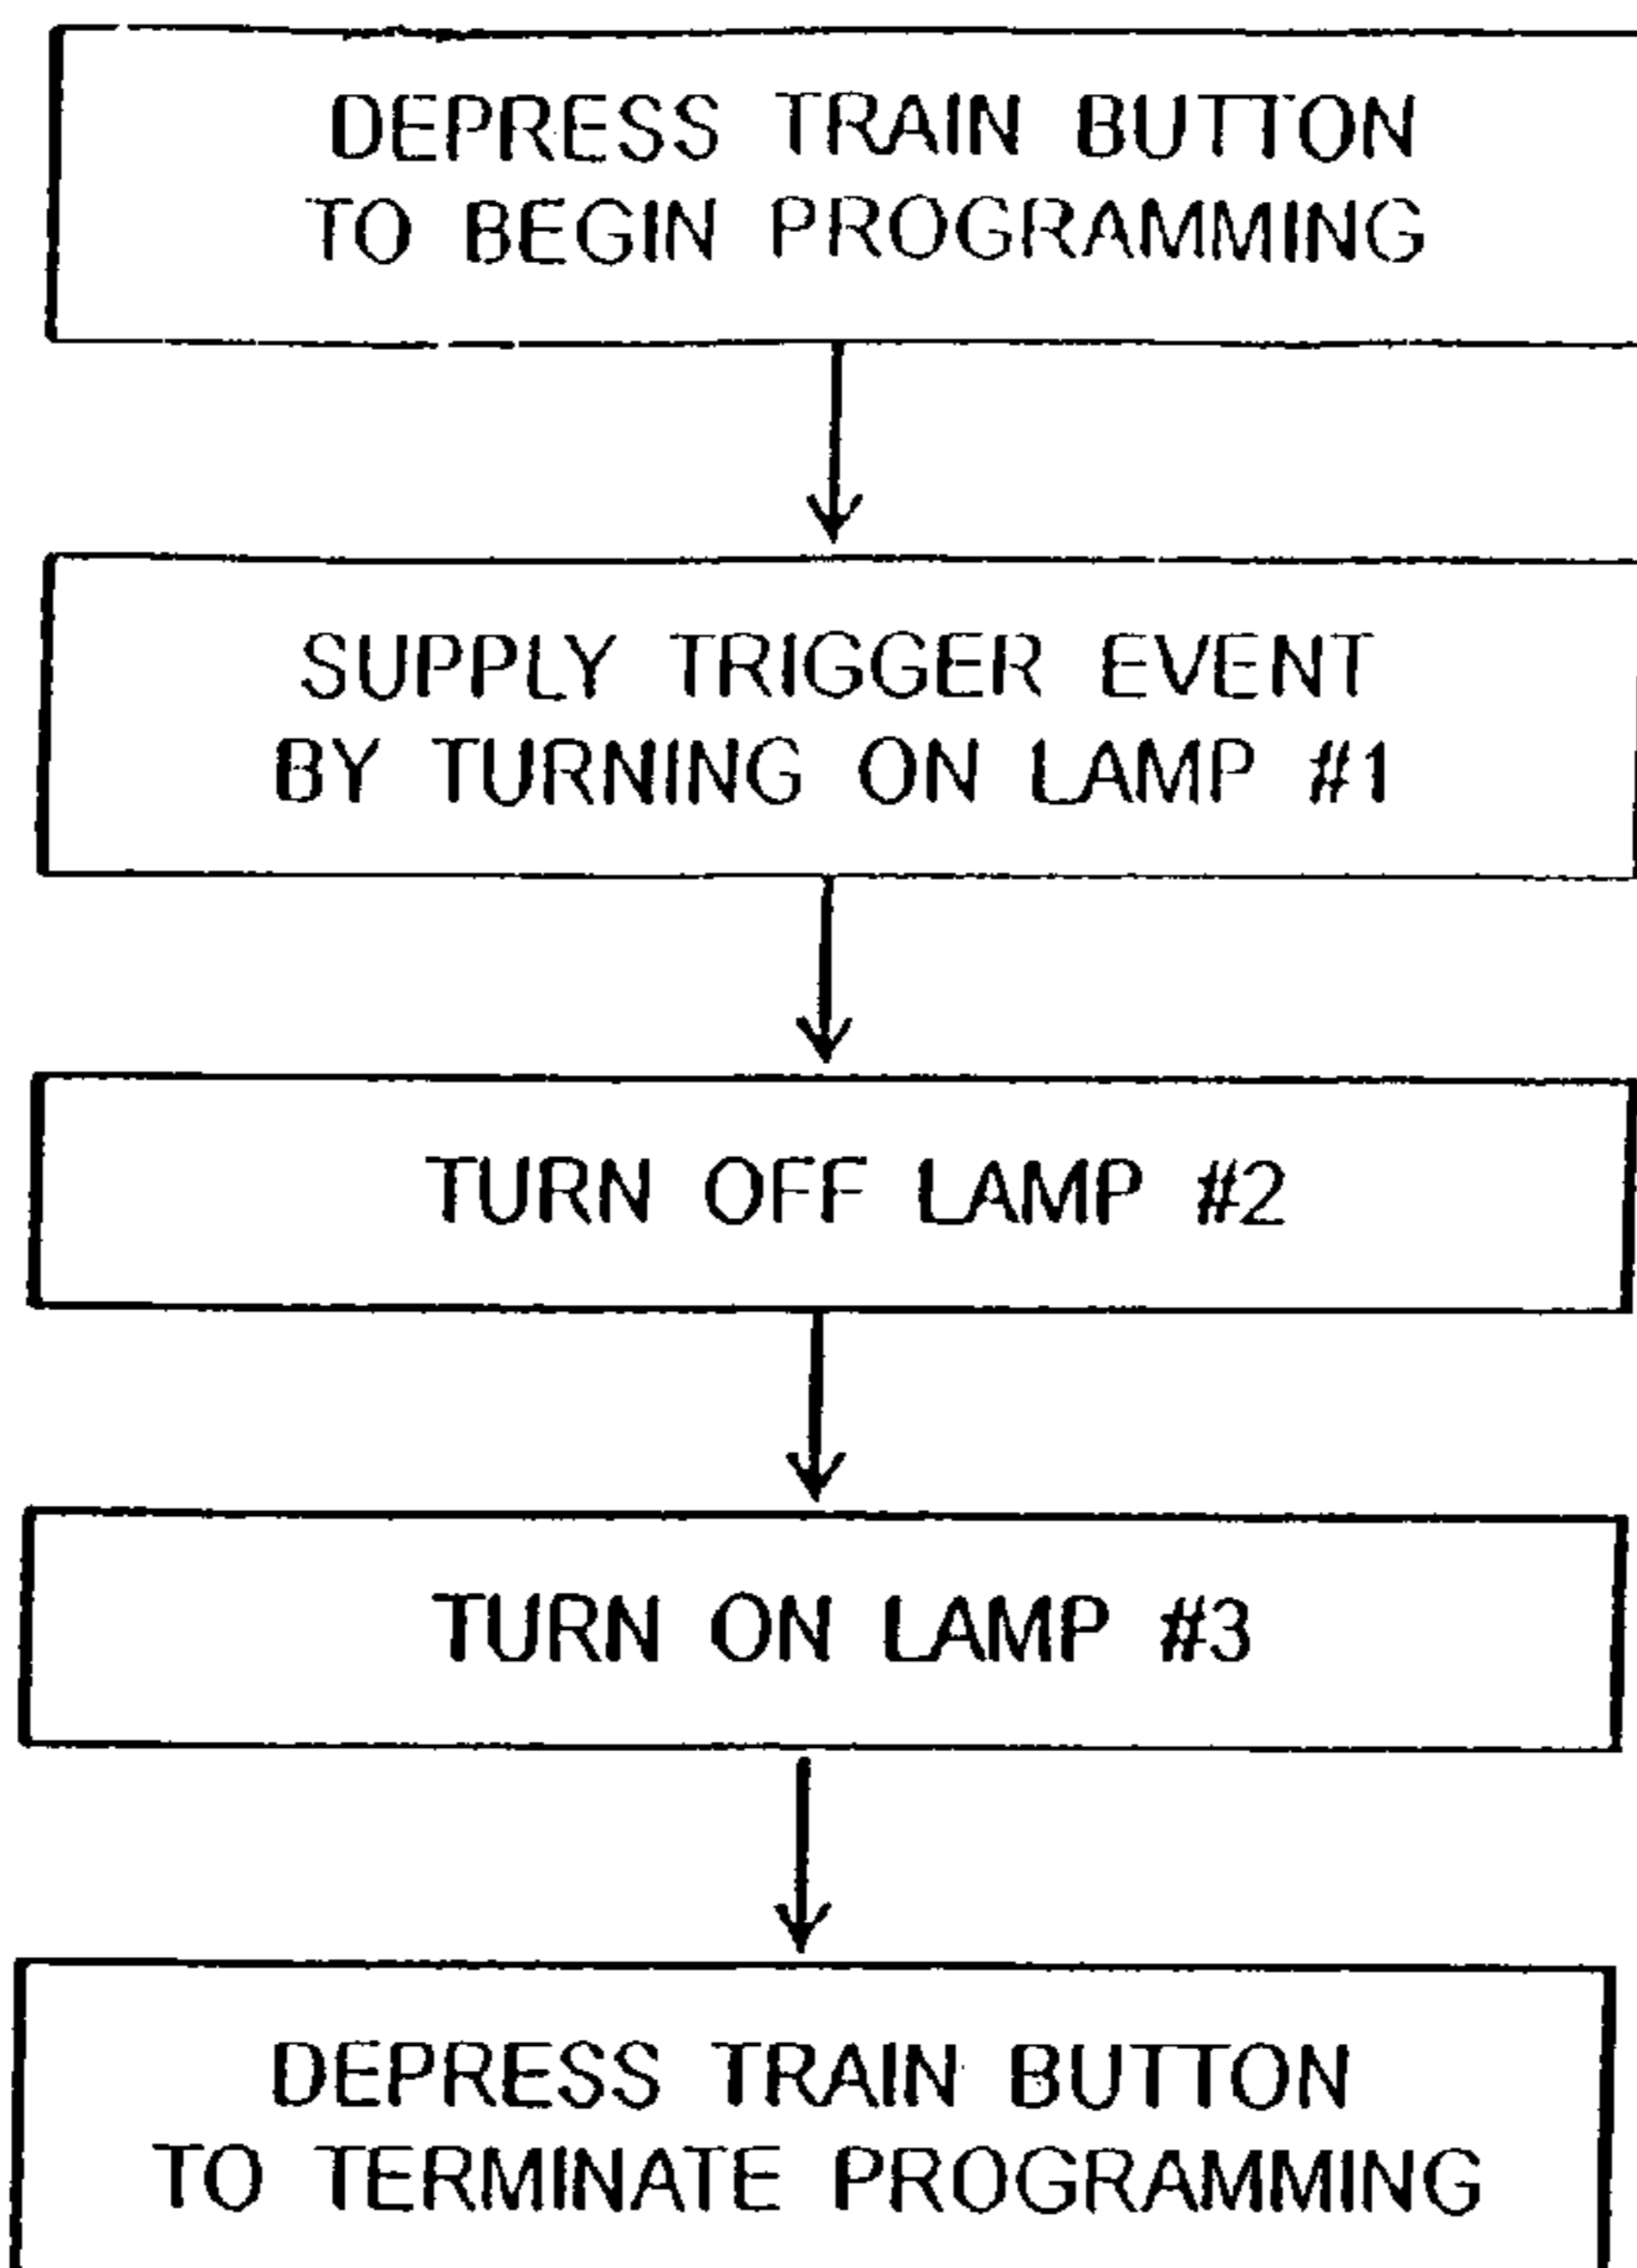 DEPRESS TRAIN BUTTON
TO BEGIN PROGRAMMING
SUPPLY TRIGGER EVENT
BY TURNING ON LAMP #1
TURN OFF LAMP #2
TURN ON LAMP #3
DEPRESS TRAIN BUTTON
TO TERMINATE PROGRAMMING